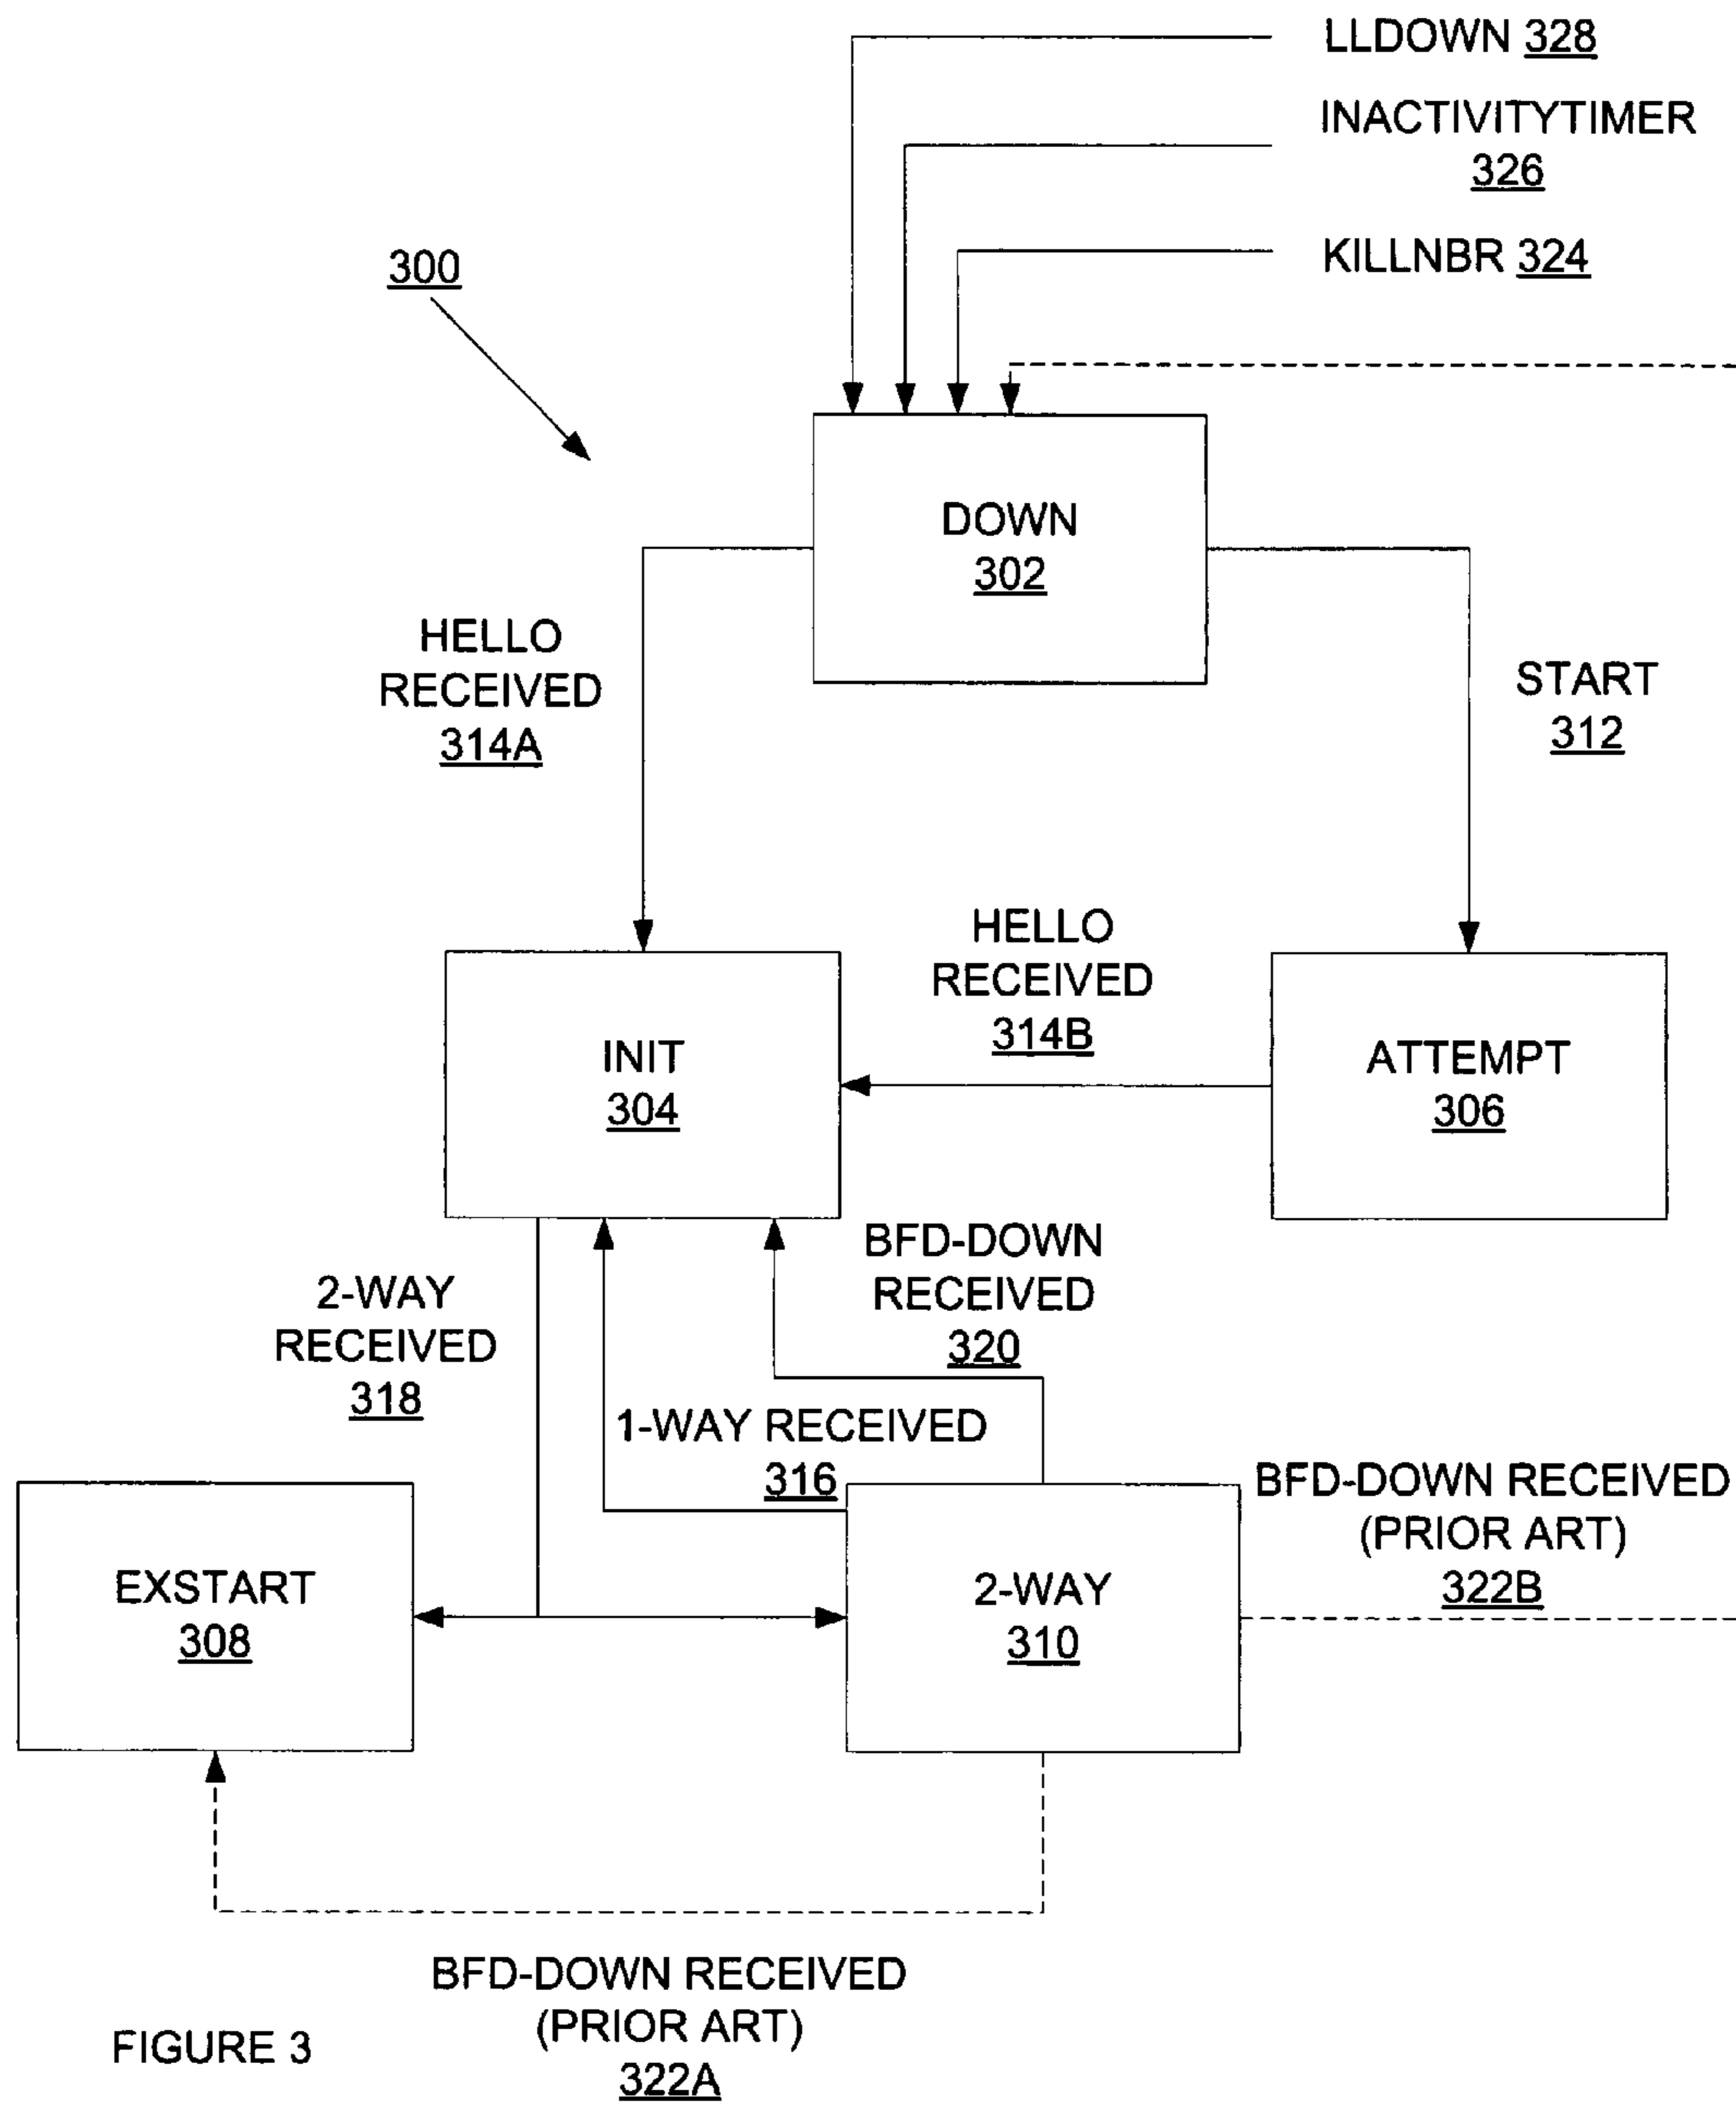 LLDOWN 328
INACTIVITYTIMER
326
KILLNBR 324
300
DOWN
302
HELLO
RECEIVED
314A
START
312
HELLO
RECEIVED
314B
INIT
304
ATTEMPT
306
BFD-DOWN
RECEIVED
320
2-WAY
RECEIVED
318
1-WAY RECEIVED
316
BFD-DOWN RECEIVED
(PRIOR ART)
322B
EXSTART
308
2-WAY
310
BFD-DOWN RECEIVED
(PRIOR ART)
322A
FIGURE 3